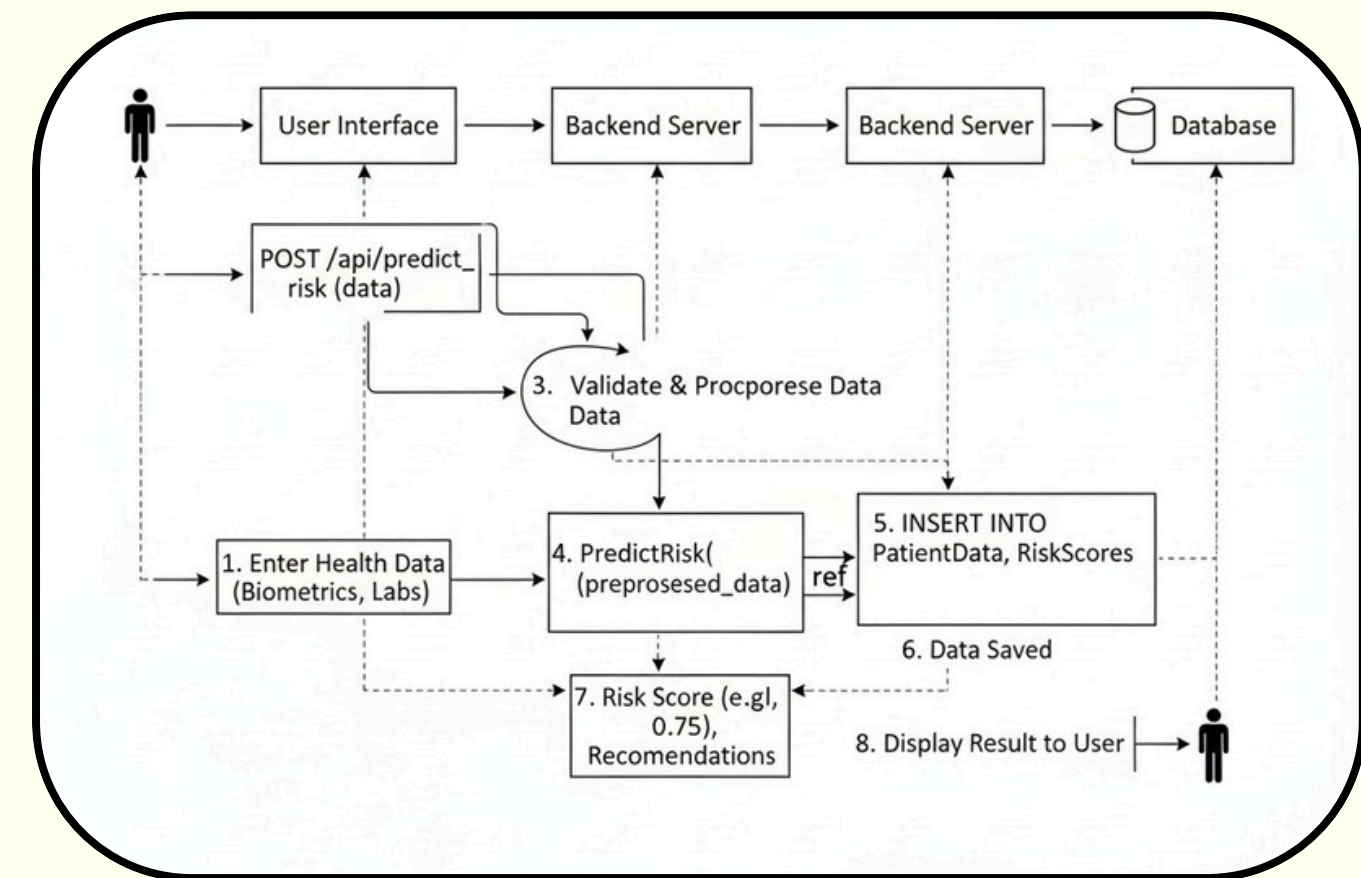 User Interface
Backend Server
Backend Server
Database
POST /api/predict_
risk (data)
3. Validate & Procporese Data
Data
1. Enter Health Data
(Biometrics, Labs)
4. PredictRisk(
(preprosesed_data)
ref
5. INSERT INTO
PatientData, RiskScores
6. Data Saved
7. Risk Score (e.gl,
0.75),
Recomendations
8. Display Result to User